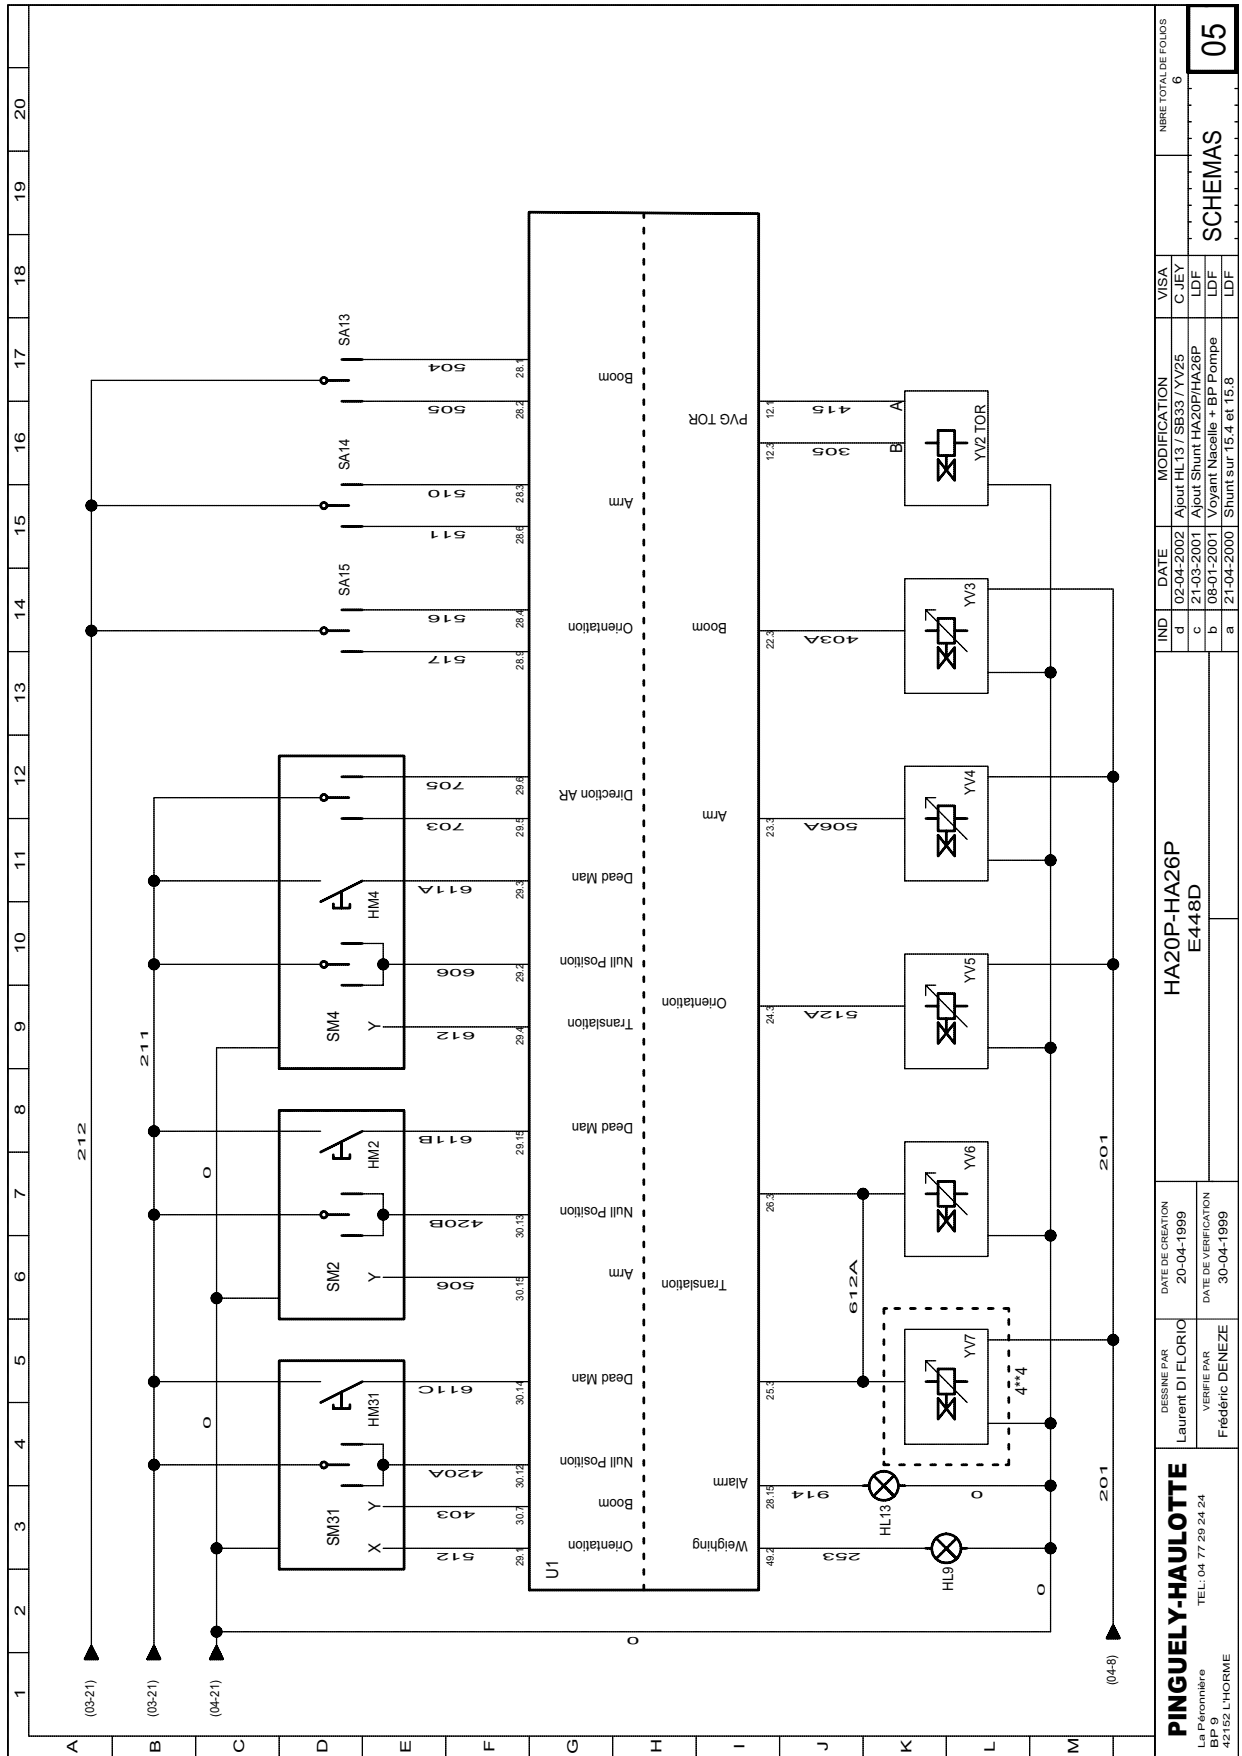 1 2 3 4 5 6 7 8 9 10 11 12 13 14 15 16 17 18 19 20
A
B
C
D
E
F
G
H
I
J
K
L
M
(03-21)
212
(03-21)
211
(04-21)
0
0
SM31
X
Y
HM31
SM2
Y
HM2
SM4
Y
HM4
SA15
SA14
SA13
512
403
420A
611C
506
420B
611B
612
606
611A
703
705
517
516
511
510
505
504
29.1
30.7
30.12
30.14
30.15
30.13
29.15
29.4
29.2
29.3
29.5
29.6
28.9
28.4
28.6
28.3
28.2
28.1
U1
Orientation
Boom
Null Position
Dead Man
Arm
Null Position
Dead Man
Translation
Null Position
Dead Man
Direction AR
Orientation
Arm
Boom
0
Weighing
Alarm
Translation
Orientation
Arm
Boom
PVG TOR
49.2
28.15
25.3
26.3
24.3
23.3
22.3
12.3
12.1
253
914
612A
512A
506A
403A
305
415
B
A
HL9
HL13
0
YV7
4**4
YV6
YV5
YV4
YV3
YV2 TOR
0
(04-8)
201
201
PINGUELY-HAULOTTE
La Péronnière
BP 9
42152 L'HORME
TEL: 04 77 29 24 24
DESSINE PAR
Laurent DI FLORIO
VERIFIE PAR
Frédéric DENEZE
DATE DE CREATION
20-04-1999
DATE DE VERIFICATION
30-04-1999
HA20P-HA26P
E448D
IND DATE MODIFICATION VISA
d 02-04-2002 Ajout HL13 / SB33 / YV25 C JEY
c 21-03-2001 Ajout Shunt HA20P/HA26P LDF
b 08-01-2001 Voyant Nacelle + BP Pompe LDF
a 21-04-2000 Shunt sur 15.4 et 15.8 LDF
NBRE TOTAL DE FOLIOS
6
SCHEMAS
05